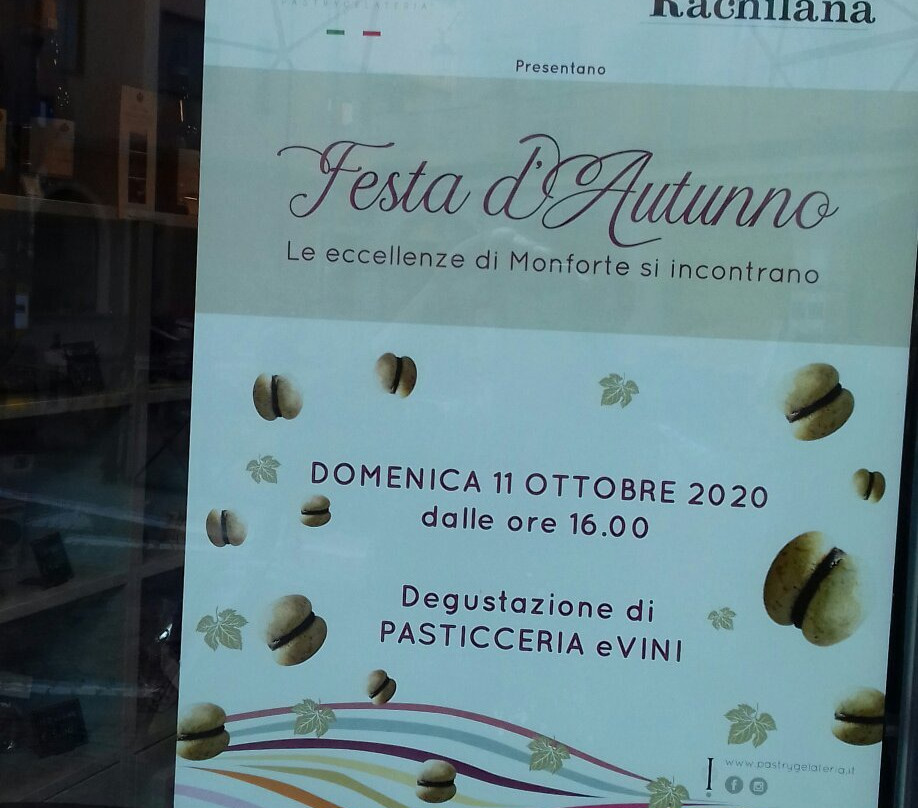 PASTRYGELATERIA
Rachilana
Presentano
Festa d'Autunno
Le eccellenze di Monforte si incontrano
DOMENICA 11 OTTOBRE 2020
dalle ore 16.00
Degustazione di
PASTICCERIA eVINI
www.pastrygelateria.it